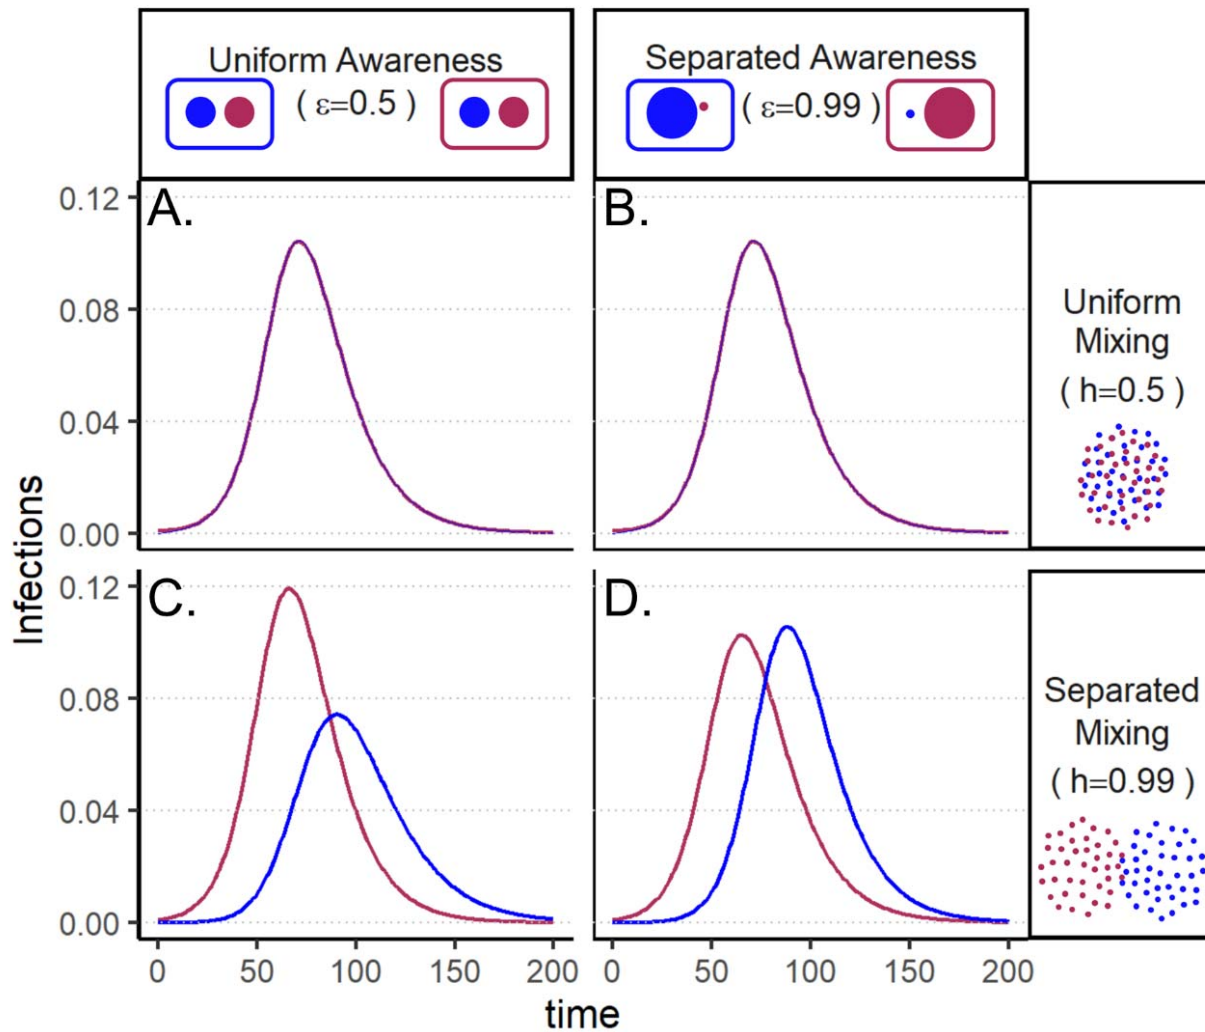 Uniform Awareness
( ε=0.5 )
Separated Awareness
( ε=0.99 )
A.
B.
0.12
0.08
0.04
0.00
Uniform
Mixing
( h=0.5 )
Infections
C.
D.
0.12
0.08
0.04
0.00
Separated
Mixing
( h=0.99 )
0 50 100 150 200
0 50 100 150 200
time